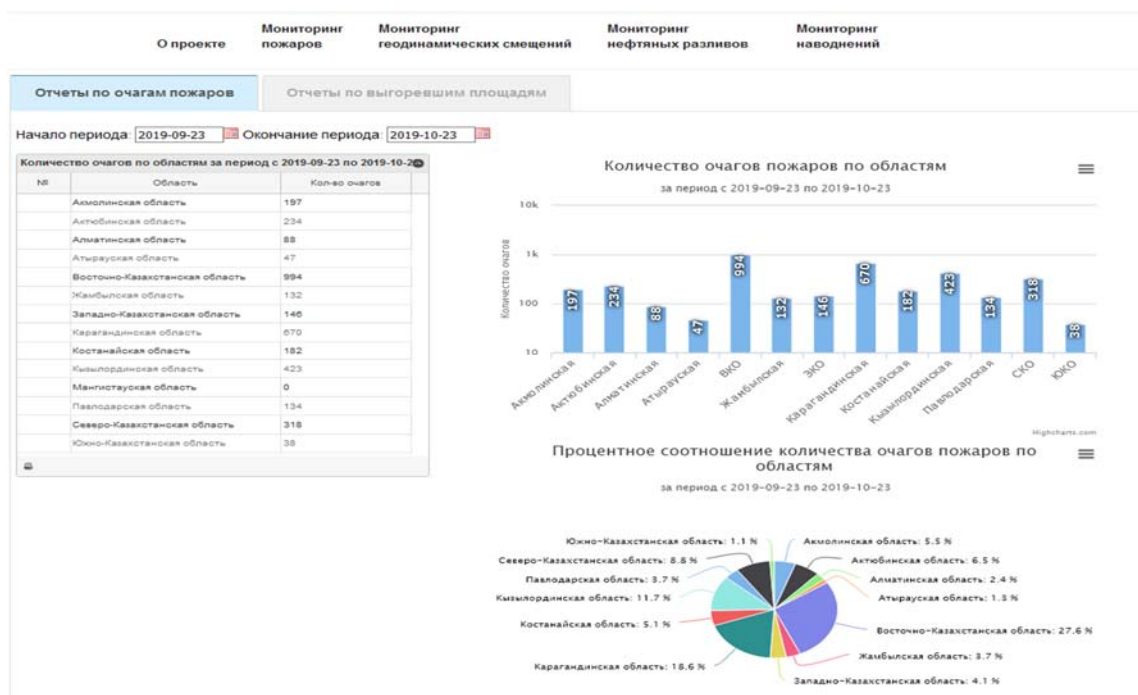 О проекте
Мониторинг
пожаров
Мониторинг
геодинамических смещений
Мониторинг
нефтяных разливов
Мониторинг
наводнений
Отчеты по очагам пожаров
Отчеты по выгоревшим площадям
Начало периода: 2019-09-23 Окончание периода: 2019-10-23
Количество очагов по областям за период с 2019-09-23 по 2019-10-2
№ Область Кол-во очагов
Акмолинская область 197
Актюбинская область 234
Алматинская область 88
Атырауская область 47
Восточно-Казахстанская область 994
Жамбылская область 132
Западно-Казахстанская область 146
Карагандинская область 670
Костанайская область 182
Кызылординская область 423
Мангистауская область 0
Павлодарская область 134
Северо-Казахстанская область 318
Южно-Казахстанская область 38
Количество очагов пожаров по областям
за период с 2019-09-23 по 2019-10-23
Количество очагов
10k
1k
100
10
197 234 88 47 994 132 146 670 182 423 134 318 38
Акмолинская Актюбинская Алматинская Атырауская ВКО Жамбылская ЗКО Карагандинская Костанайская Кызылординская Павлодарская СКО ЮКО
Highcharts.com
Процентное соотношение количества очагов пожаров по
областям
за период с 2019-09-23 по 2019-10-23
Южно-Казахстанская область: 1.1 %
Акмолинская область: 5.5 %
Северо-Казахстанская область: 8.8 %
Актюбинская область: 6.5 %
Павлодарская область: 3.7 %
Алматинская область: 2.4 %
Кызылординская область: 11.7 %
Атырауская область: 1.3 %
Костанайская область: 5.1 %
Восточно-Казахстанская область: 27.6 %
Жамбылская область: 3.7 %
Карагандинская область: 18.6 %
Западно-Казахстанская область: 4.1 %